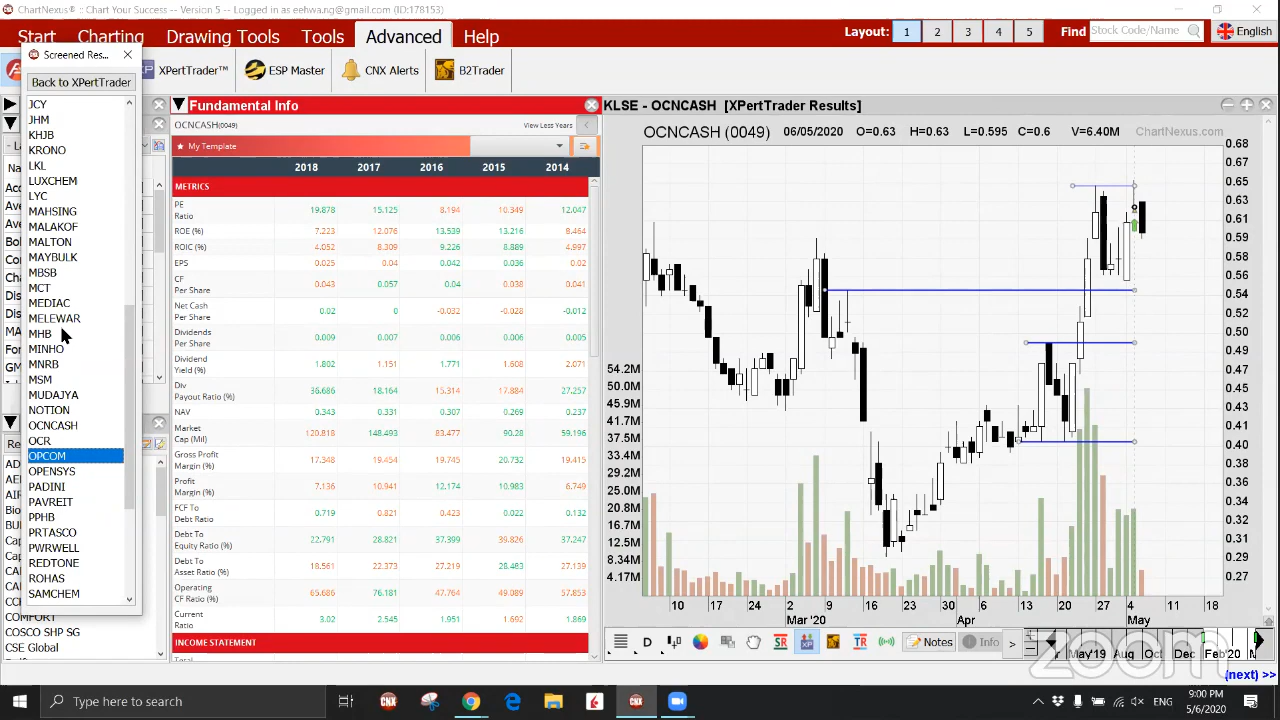 ChartNexus® :: Chart Your Success -- Version 5 -- Logged in as eehwa.ng@gmail.com (ID:178153)
Start Charting Drawing Tools Tools Advanced Help
Layout: 1 2 3 4 5 Find Stock Code/Name English
Screened Res...
XPertTrader™ ESP Master CNX Alerts B2Trader
Back to XPertTrader
JCY
JHM
KHJB
KRONO
LKL
LUXCHEM
LYC
MAHSING
MALAKOF
MALTON
MAYBULK
MBSB
MCT
MEDIAC
MELEWAR
MHB
MINHO
MNRB
MSM
MUDAJYA
NOTION
OCNCASH
OCR
OPCOM
OPENSYS
PADINI
PAVREIT
PPHB
PRTASCO
PWRWELL
REDTONE
ROHAS
SAMCHEM
COMFORT
COSCO SHP SG
CSE Global
Fundamental Info
OCNCASH(0049) View Less Years
My Template
2018 2017 2016 2015 2014
METRICS
PE Ratio 19.878 15.125 8.194 10.349 12.047
ROE (%) 7.223 12.076 13.539 13.216 8.464
ROIC (%) 4.052 8.309 9.226 8.889 4.997
EPS 0.025 0.04 0.042 0.036 0.02
CF Per Share 0.043 0.057 0.04 0.038 0.041
Net Cash Per Share 0.02 0 -0.032 -0.028 -0.012
Dividends Per Share 0.009 0.007 0.006 0.006 0.005
Dividend Yield (%) 1.802 1.151 1.771 1.608 2.071
Div Payout Ratio (%) 36.686 18.164 15.314 17.884 27.257
NAV 0.343 0.331 0.307 0.269 0.237
Market Cap (Mil) 120.818 148.493 83.477 90.28 59.196
Gross Profit Margin (%) 17.348 19.454 19.745 20.732 19.415
Profit Margin (%) 7.136 10.941 12.174 10.983 6.749
FCF To Debt Ratio 0.719 0.821 0.423 0.022 0.132
Debt To Equity Ratio (%) 22.791 28.821 37.399 39.826 37.247
Debt To Asset Ratio (%) 18.561 22.373 27.219 28.483 27.139
Operating CF Ratio (%) 65.686 76.181 47.764 49.089 57.853
Current Ratio 3.02 2.545 1.951 1.692 1.869
INCOME STATEMENT
Total
KLSE - OCNCASH [XPertTrader Results]
OCNCASH (0049) 06/05/2020 O=0.63 H=0.63 L=0.595 C=0.6 V=6.40M ChartNexus.com
0.68
0.67
0.65
0.63
0.61
0.59
0.58
0.56
0.54
0.52
0.50
0.49
0.47
0.45
0.43
0.41
0.40
0.38
0.36
0.34
0.32
0.31
0.29
0.27
54.2M
50.0M
45.9M
41.7M
37.5M
33.4M
29.2M
25.0M
20.8M
16.7M
12.5M
8.34M
4.17M
10 17 24 2 9 16 23 30 6 13 20 27 4 11 18
Mar '20 Apr May
D SR TR Notes Info > May'19 Aug Oct Dec Feb'20
zoom
(next) >>
Type here to search
ENG
9:00 PM
5/6/2020